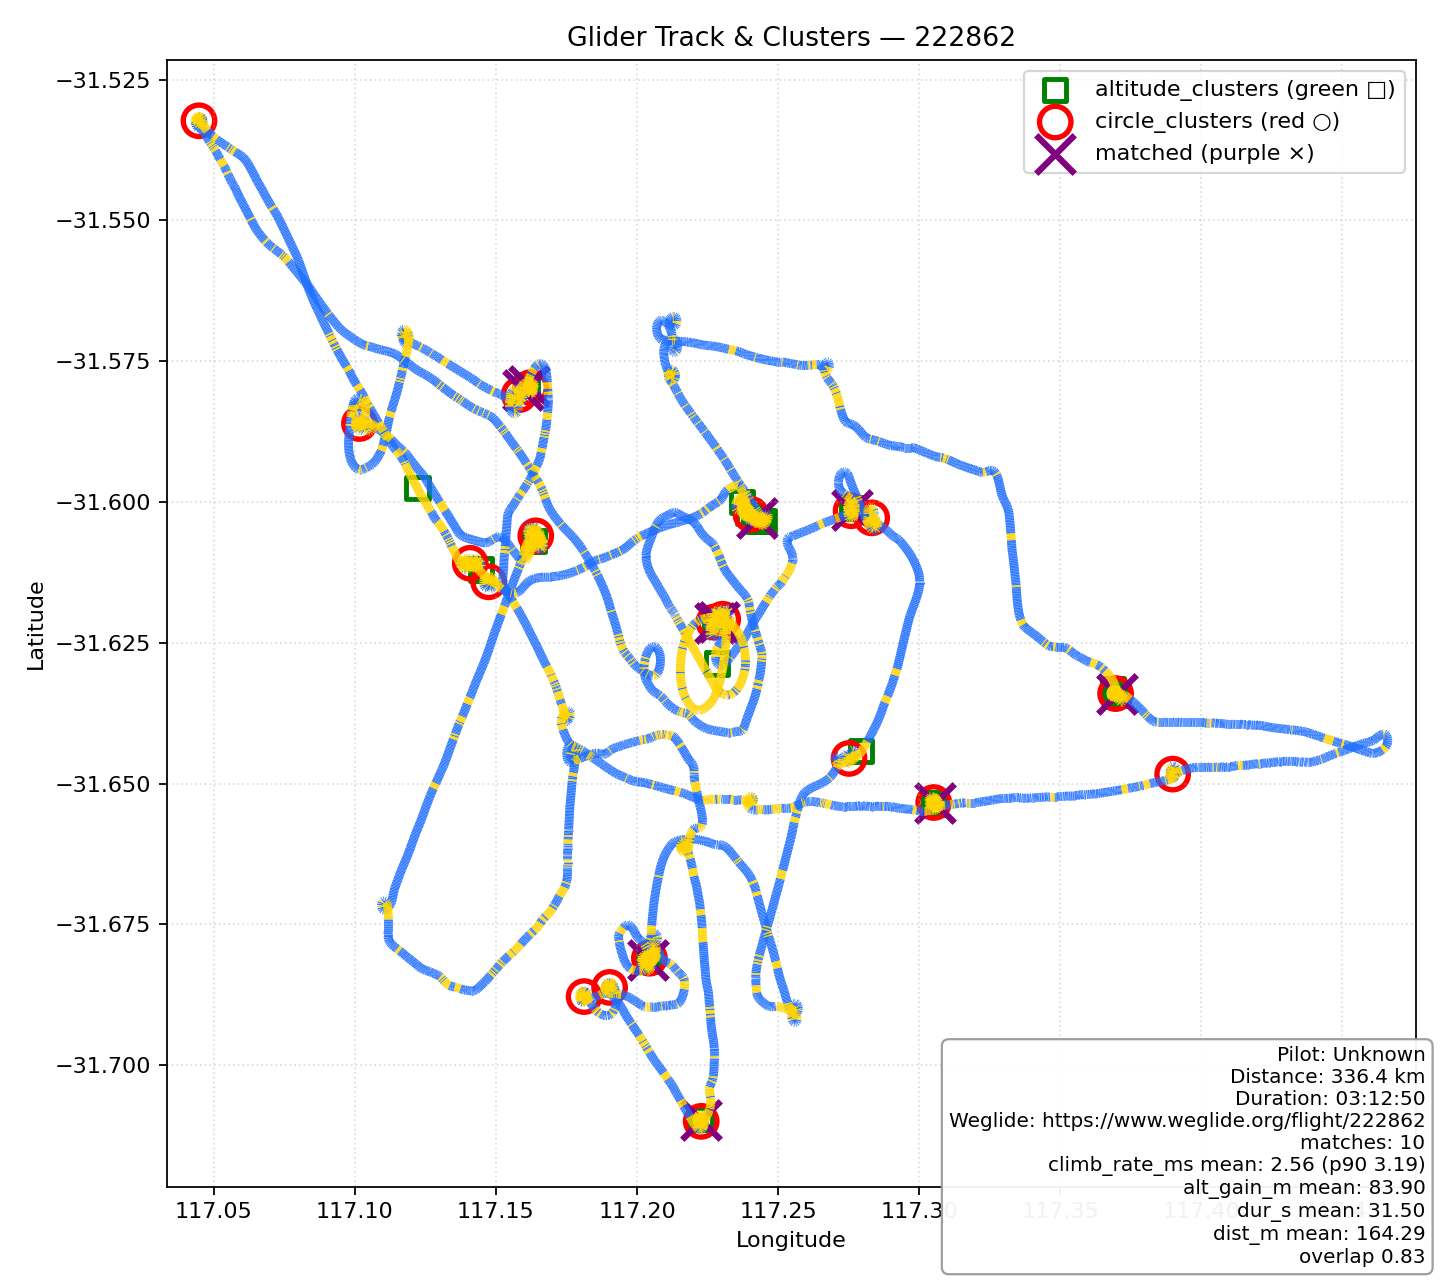 Glider Track & Clusters — 222862
altitude_clusters (green □)
circle_clusters (red ○)
matched (purple ×)
−31.525
−31.550
−31.575
−31.600
−31.625
−31.650
−31.675
−31.700
Latitude
117.05
117.10
117.15
117.20
117.25
117.30
117.35
117.40
Longitude
Pilot: Unknown
Distance: 336.4 km
Duration: 03:12:50
Weglide: https://www.weglide.org/flight/222862
matches: 10
climb_rate_ms mean: 2.56 (p90 3.19)
alt_gain_m mean: 83.90
dur_s mean: 31.50
dist_m mean: 164.29
overlap 0.83